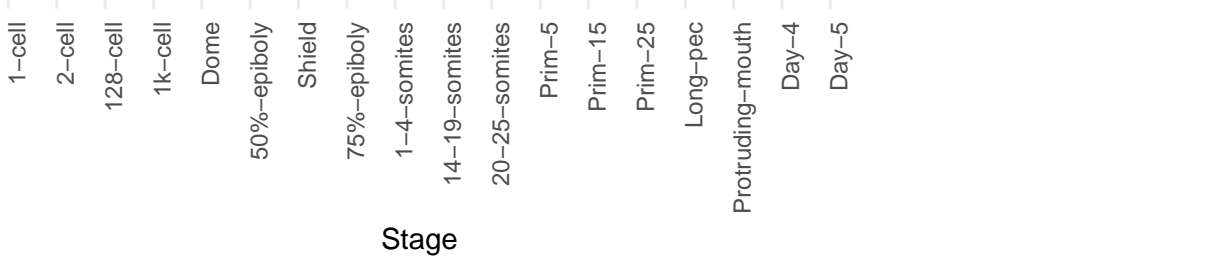 1−cell
2−cell
128−cell
1k−cell
Dome
50%−epiboly
Shield
75%−epiboly
1−4−somites
14−19−somites
20−25−somites
Prim−5
Prim−15
Prim−25
Long−pec
Protruding−mouth
Day−4
Day−5
Stage